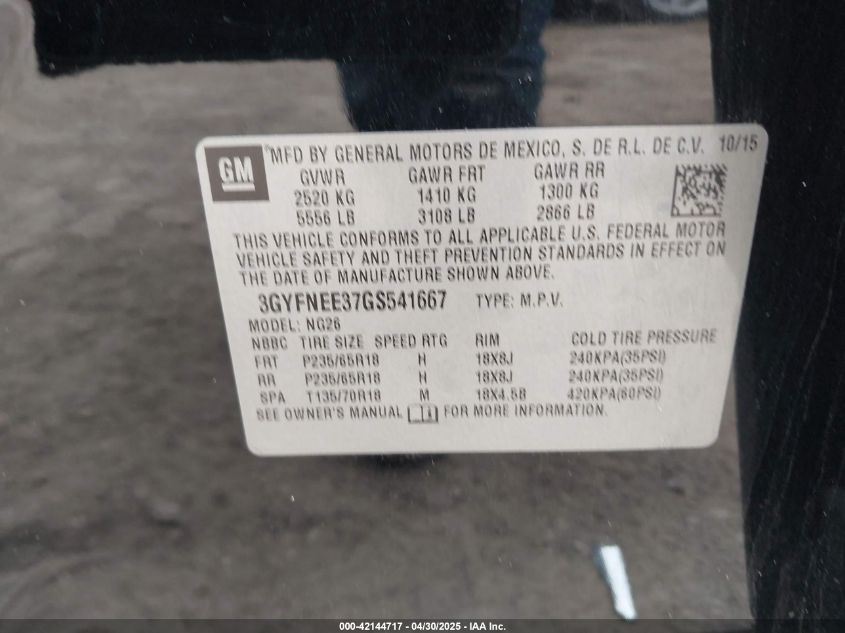 GM
MFD BY GENERAL MOTORS DE MEXICO, S. DE R.L. DE C.V. 10/15
GVWR GAWR FRT GAWR RR
2520 KG 1410 KG 1300 KG
5556 LB 3108 LB 2866 LB
THIS VEHICLE CONFORMS TO ALL APPLICABLE U.S. FEDERAL MOTOR
VEHICLE SAFETY AND THEFT PREVENTION STANDARDS IN EFFECT ON
THE DATE OF MANUFACTURE SHOWN ABOVE.
3GYFNEE37GS541667 TYPE: M.P.V.
MODEL: NG26
NBBC TIRE SIZE SPEED RTG RIM COLD TIRE PRESSURE
FRT P235/65R18 H 18X8J 240KPA(35PSI)
RR P235/65R18 H 18X8J 240KPA(35PSI)
SPA T135/70R18 M 18X4.5B 420KPA(60PSI)
SEE OWNER'S MANUAL FOR MORE INFORMATION.
000-42144717 - 04/30/2025 - IAA Inc.